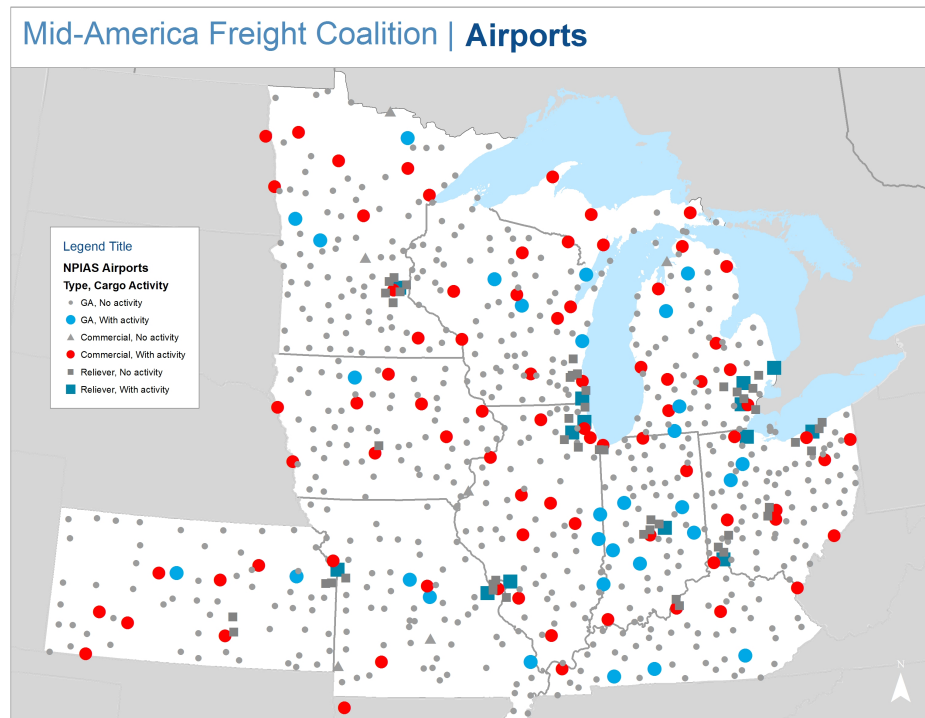 Mid-America Freight Coalition | Airports
Legend Title
NPIAS Airports
Type, Cargo Activity
GA, No activity
GA, With activity
Commercial, No activity
Commercial, With activity
Reliever, No activity
Reliever, With activity
N